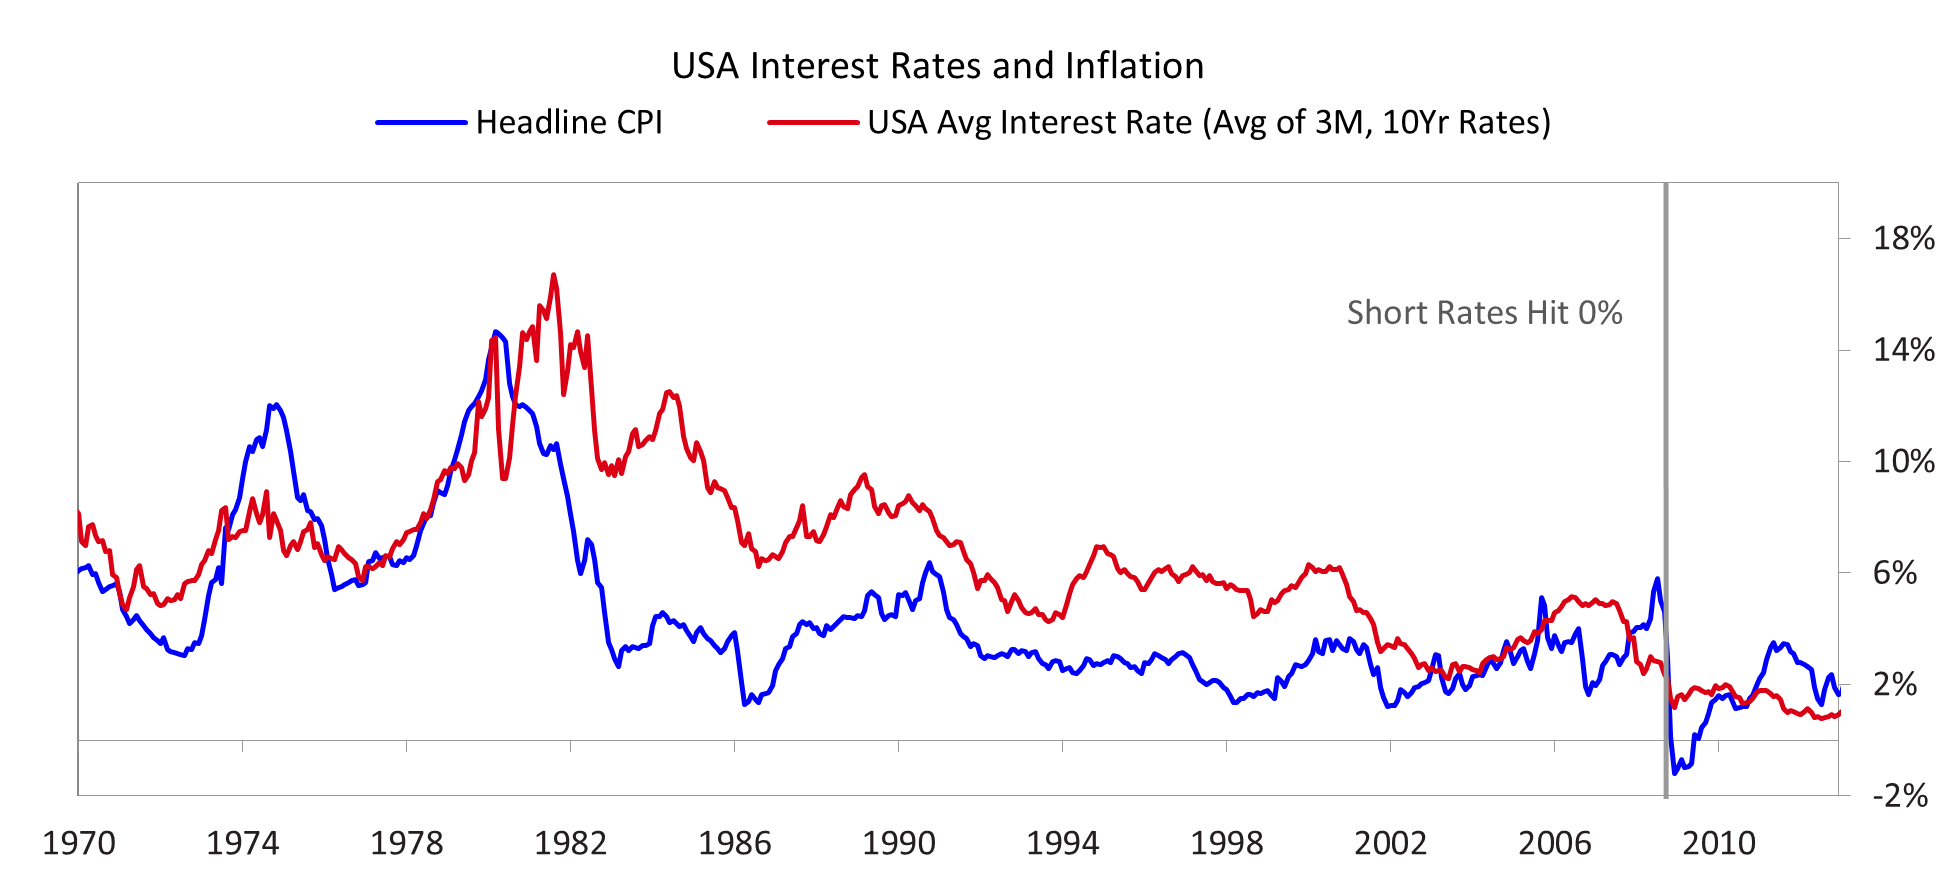 USA Interest Rates and Inflation
Headline CPI USA Avg Interest Rate (Avg of 3M, 10Yr Rates)
18%
Short Rates Hit 0%
14%
10%
6%
2%
-2%
1970 1974 1978 1982 1986 1990 1994 1998 2002 2006 2010